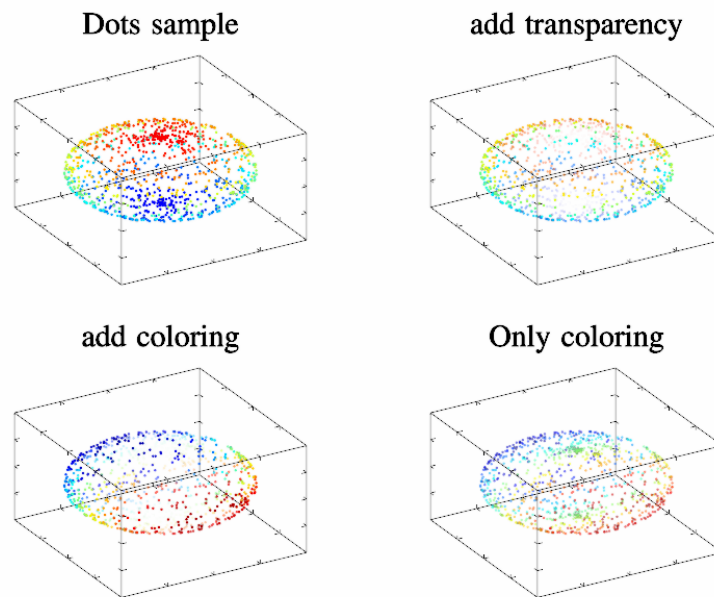 Dots sample
add transparency
add coloring
Only coloring